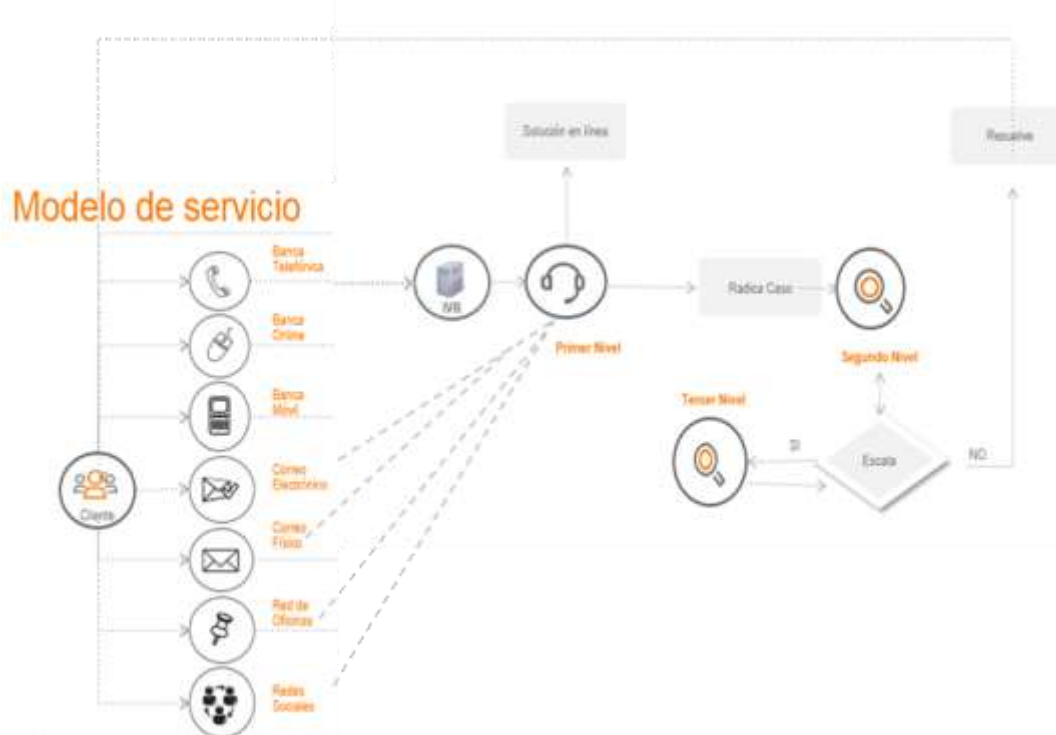 Modelo de servicio
Solución en línea
Resuelve
Banca
Telefónica
IVR
Primer Nivel
Radica Caso
Segundo Nivel
Banca
Online
Banca
Móvil
Tercer Nivel
SI
Escala
NO
Cliente
Correo
Electrónico
Correo
Físico
Red de
Oficinas
Redes
Sociales